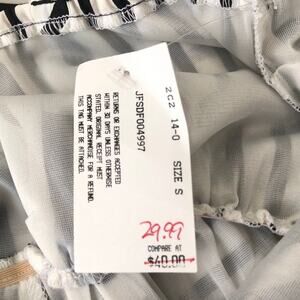 2c2 14-0 SIZE S
JFSDF004997
RETURNS OR EXCHANGES ACCEPTED
WITHIN 30 DAYS UNLESS OTHERWISE
STATED. ORIGINAL RECEIPT MUST
ACCOMPANY MERCHANDISE FOR A REFUND.
THIS TAG MUST BE ATTACHED.
29.99
COMPARE AT
$40.00